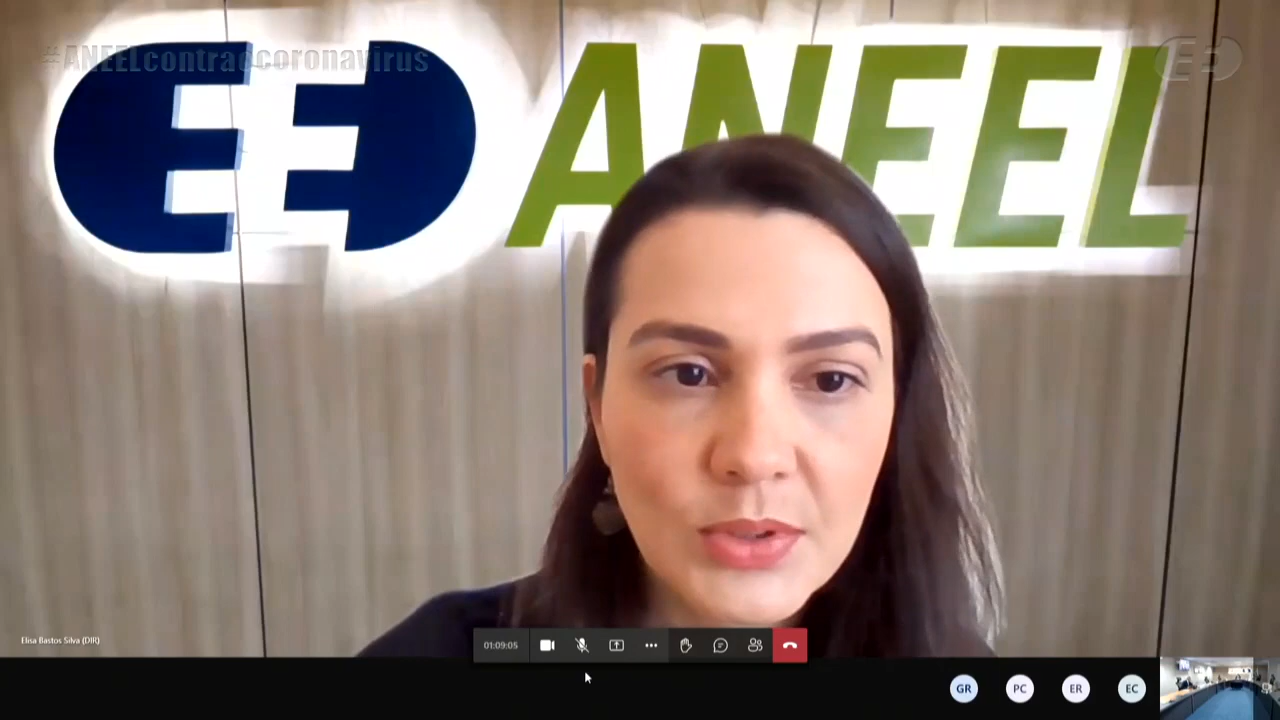 #ANEELcontraocoronavirus
ANEEL
Elisa Bastos Silva (DIR)
01:09:05
GR
PC
ER
EC